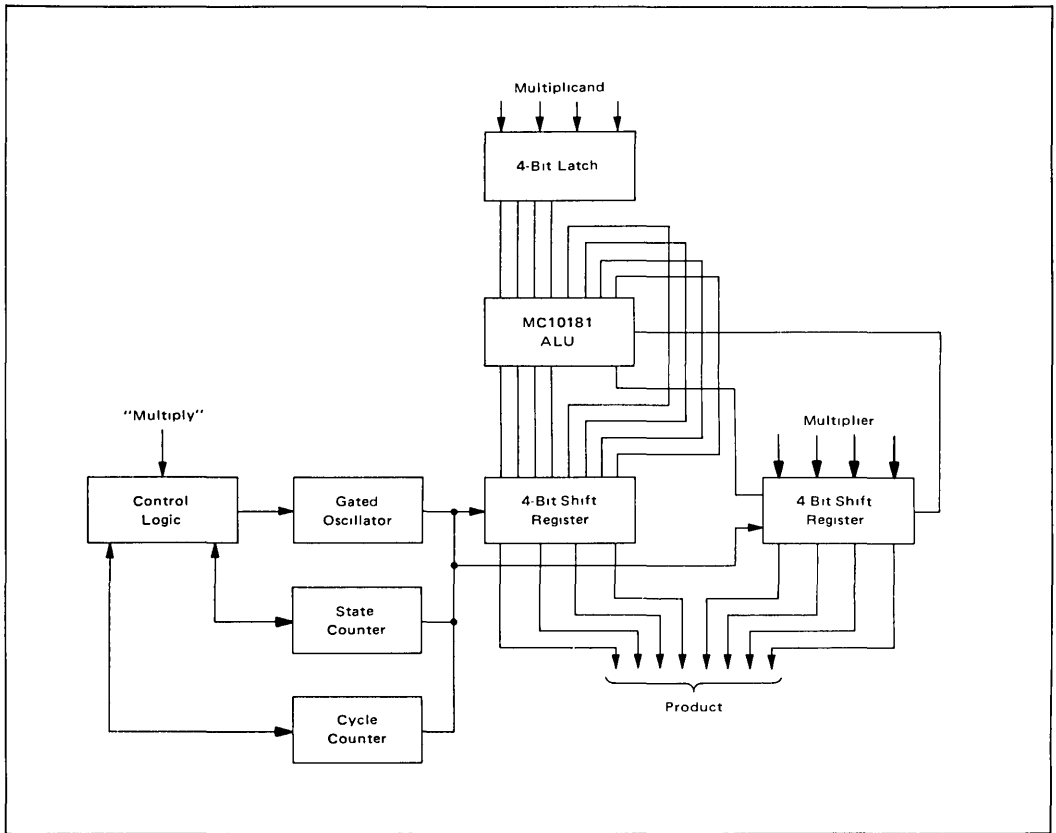 Multiplicand
4-Bit Latch
MC10181
ALU
"Multiply"
Multiplier
Control
Logic
Gated
Oscillator
4-Bit Shift
Register
4 Bit Shift
Register
State
Counter
Product
Cycle
Counter